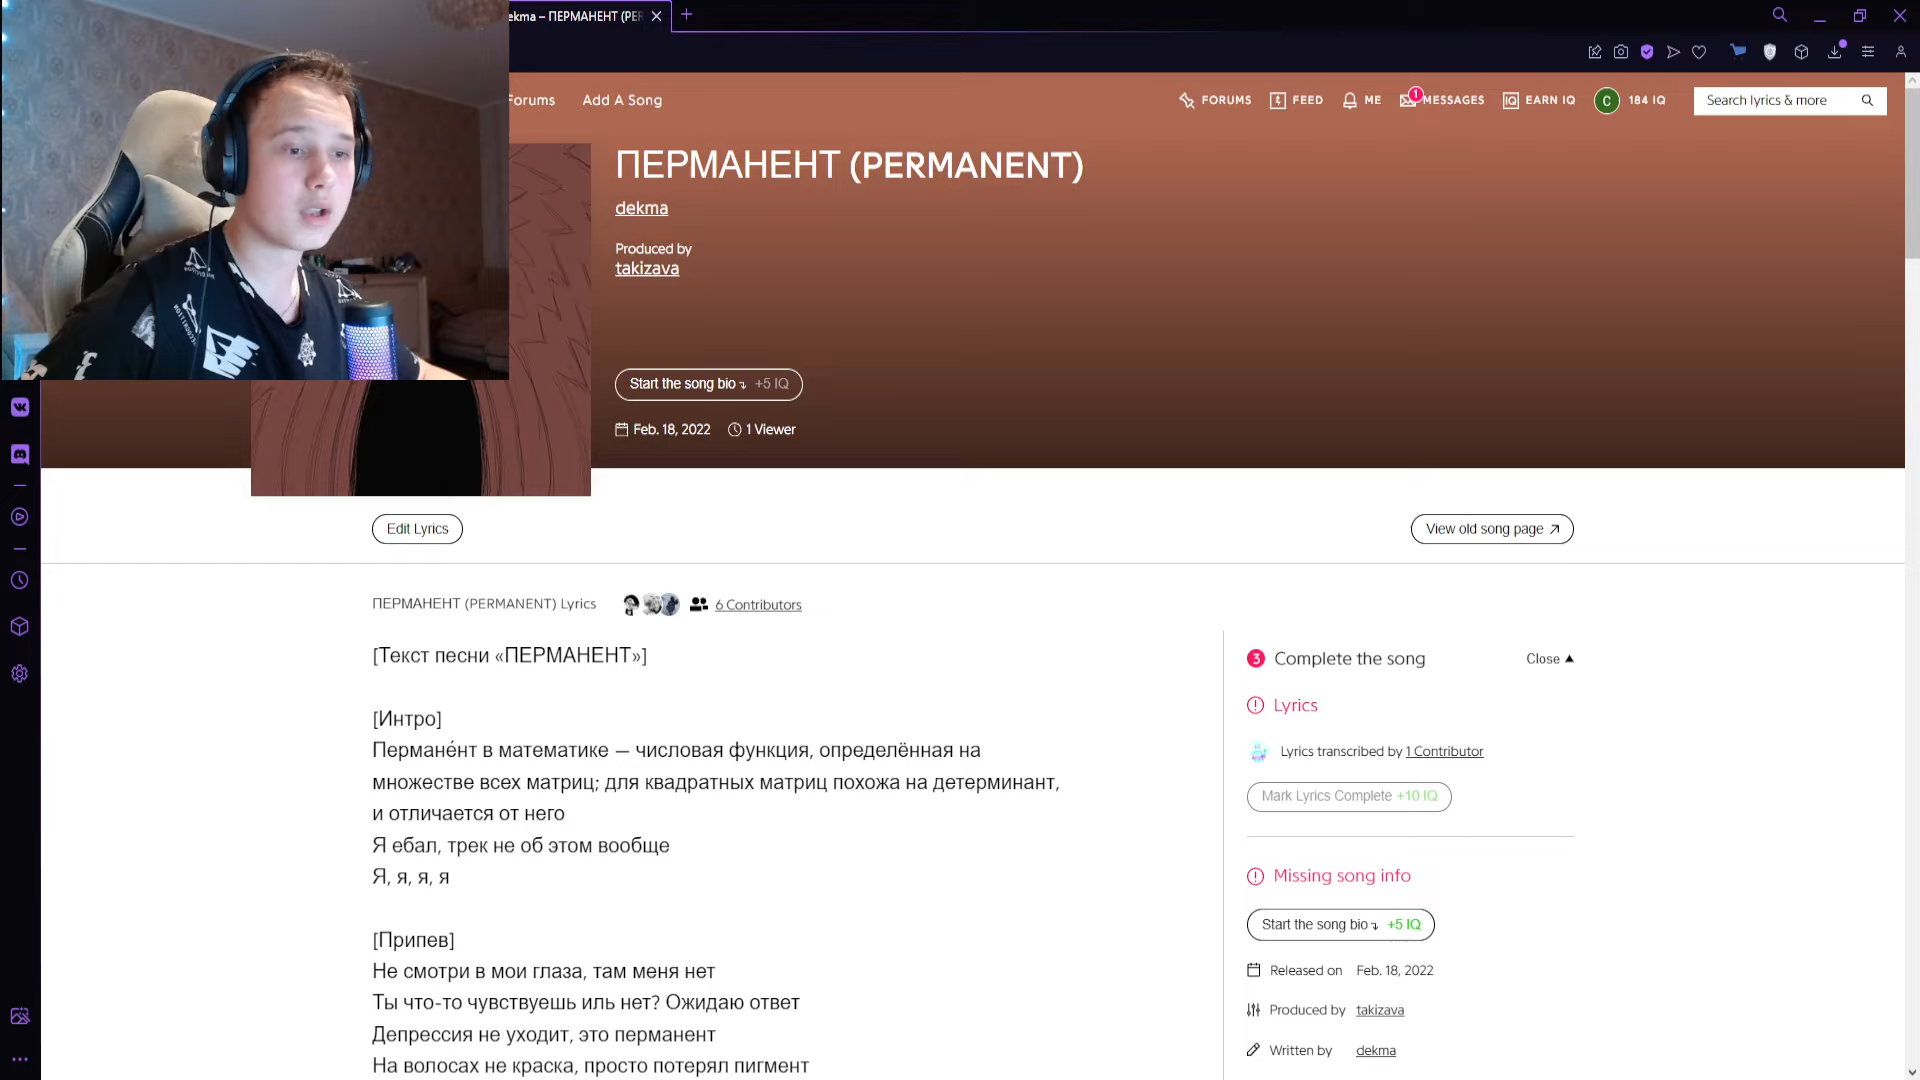 ekma – ПЕРМАНЕНТ (PER
Forums
Add A Song
FORUMS
FEED
ME
1
MESSAGES
EARN IQ
C
184 IQ
Search lyrics & more
ПЕРМАНЕНТ (PERMANENT)
dekma
Produced by
takizava
Start the song bio +5 IQ
Feb. 18, 2022
1 Viewer
Edit Lyrics
View old song page
ПЕРМАНЕНТ (PERMANENT) Lyrics
6 Contributors
[Текст песни «ПЕРМАНЕНТ»]
[Интро]
Пермане́нт в математике — числовая функция, определённая на
множестве всех матриц; для квадратных матриц похожа на детерминант,
и отличается от него
Я ебал, трек не об этом вообще
Я, я, я, я
[Припев]
Не смотри в мои глаза, там меня нет
Ты что-то чувствуешь иль нет? Ожидаю ответ
Депрессия не уходит, это перманент
На волосах не краска, просто потерял пигмент
3 Complete the song
Close
Lyrics
Lyrics transcribed by 1 Contributor
Mark Lyrics Complete +10 IQ
Missing song info
Start the song bio +5 IQ
Released on Feb. 18, 2022
Produced by takizava
Written by dekma